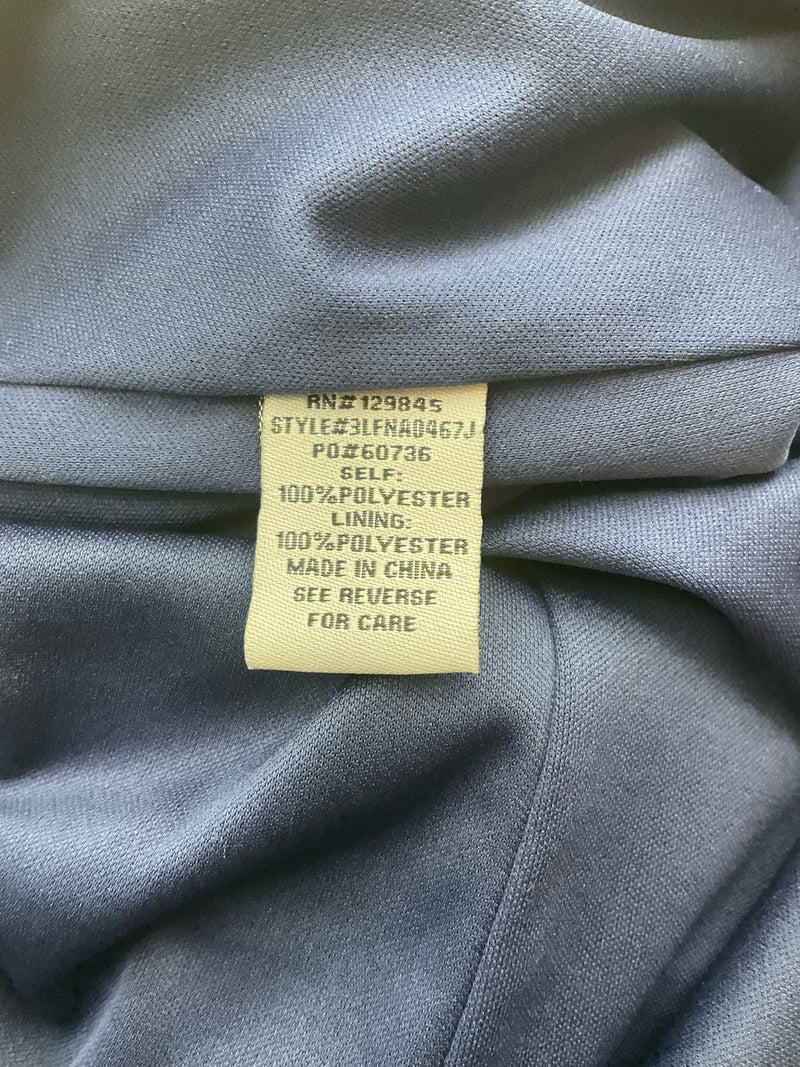 RN#129845
STYLE#3LFNA0467J
PO#60736
SELF:
100%POLYESTER
LINING:
100%POLYESTER
MADE IN CHINA
SEE REVERSE
FOR CARE